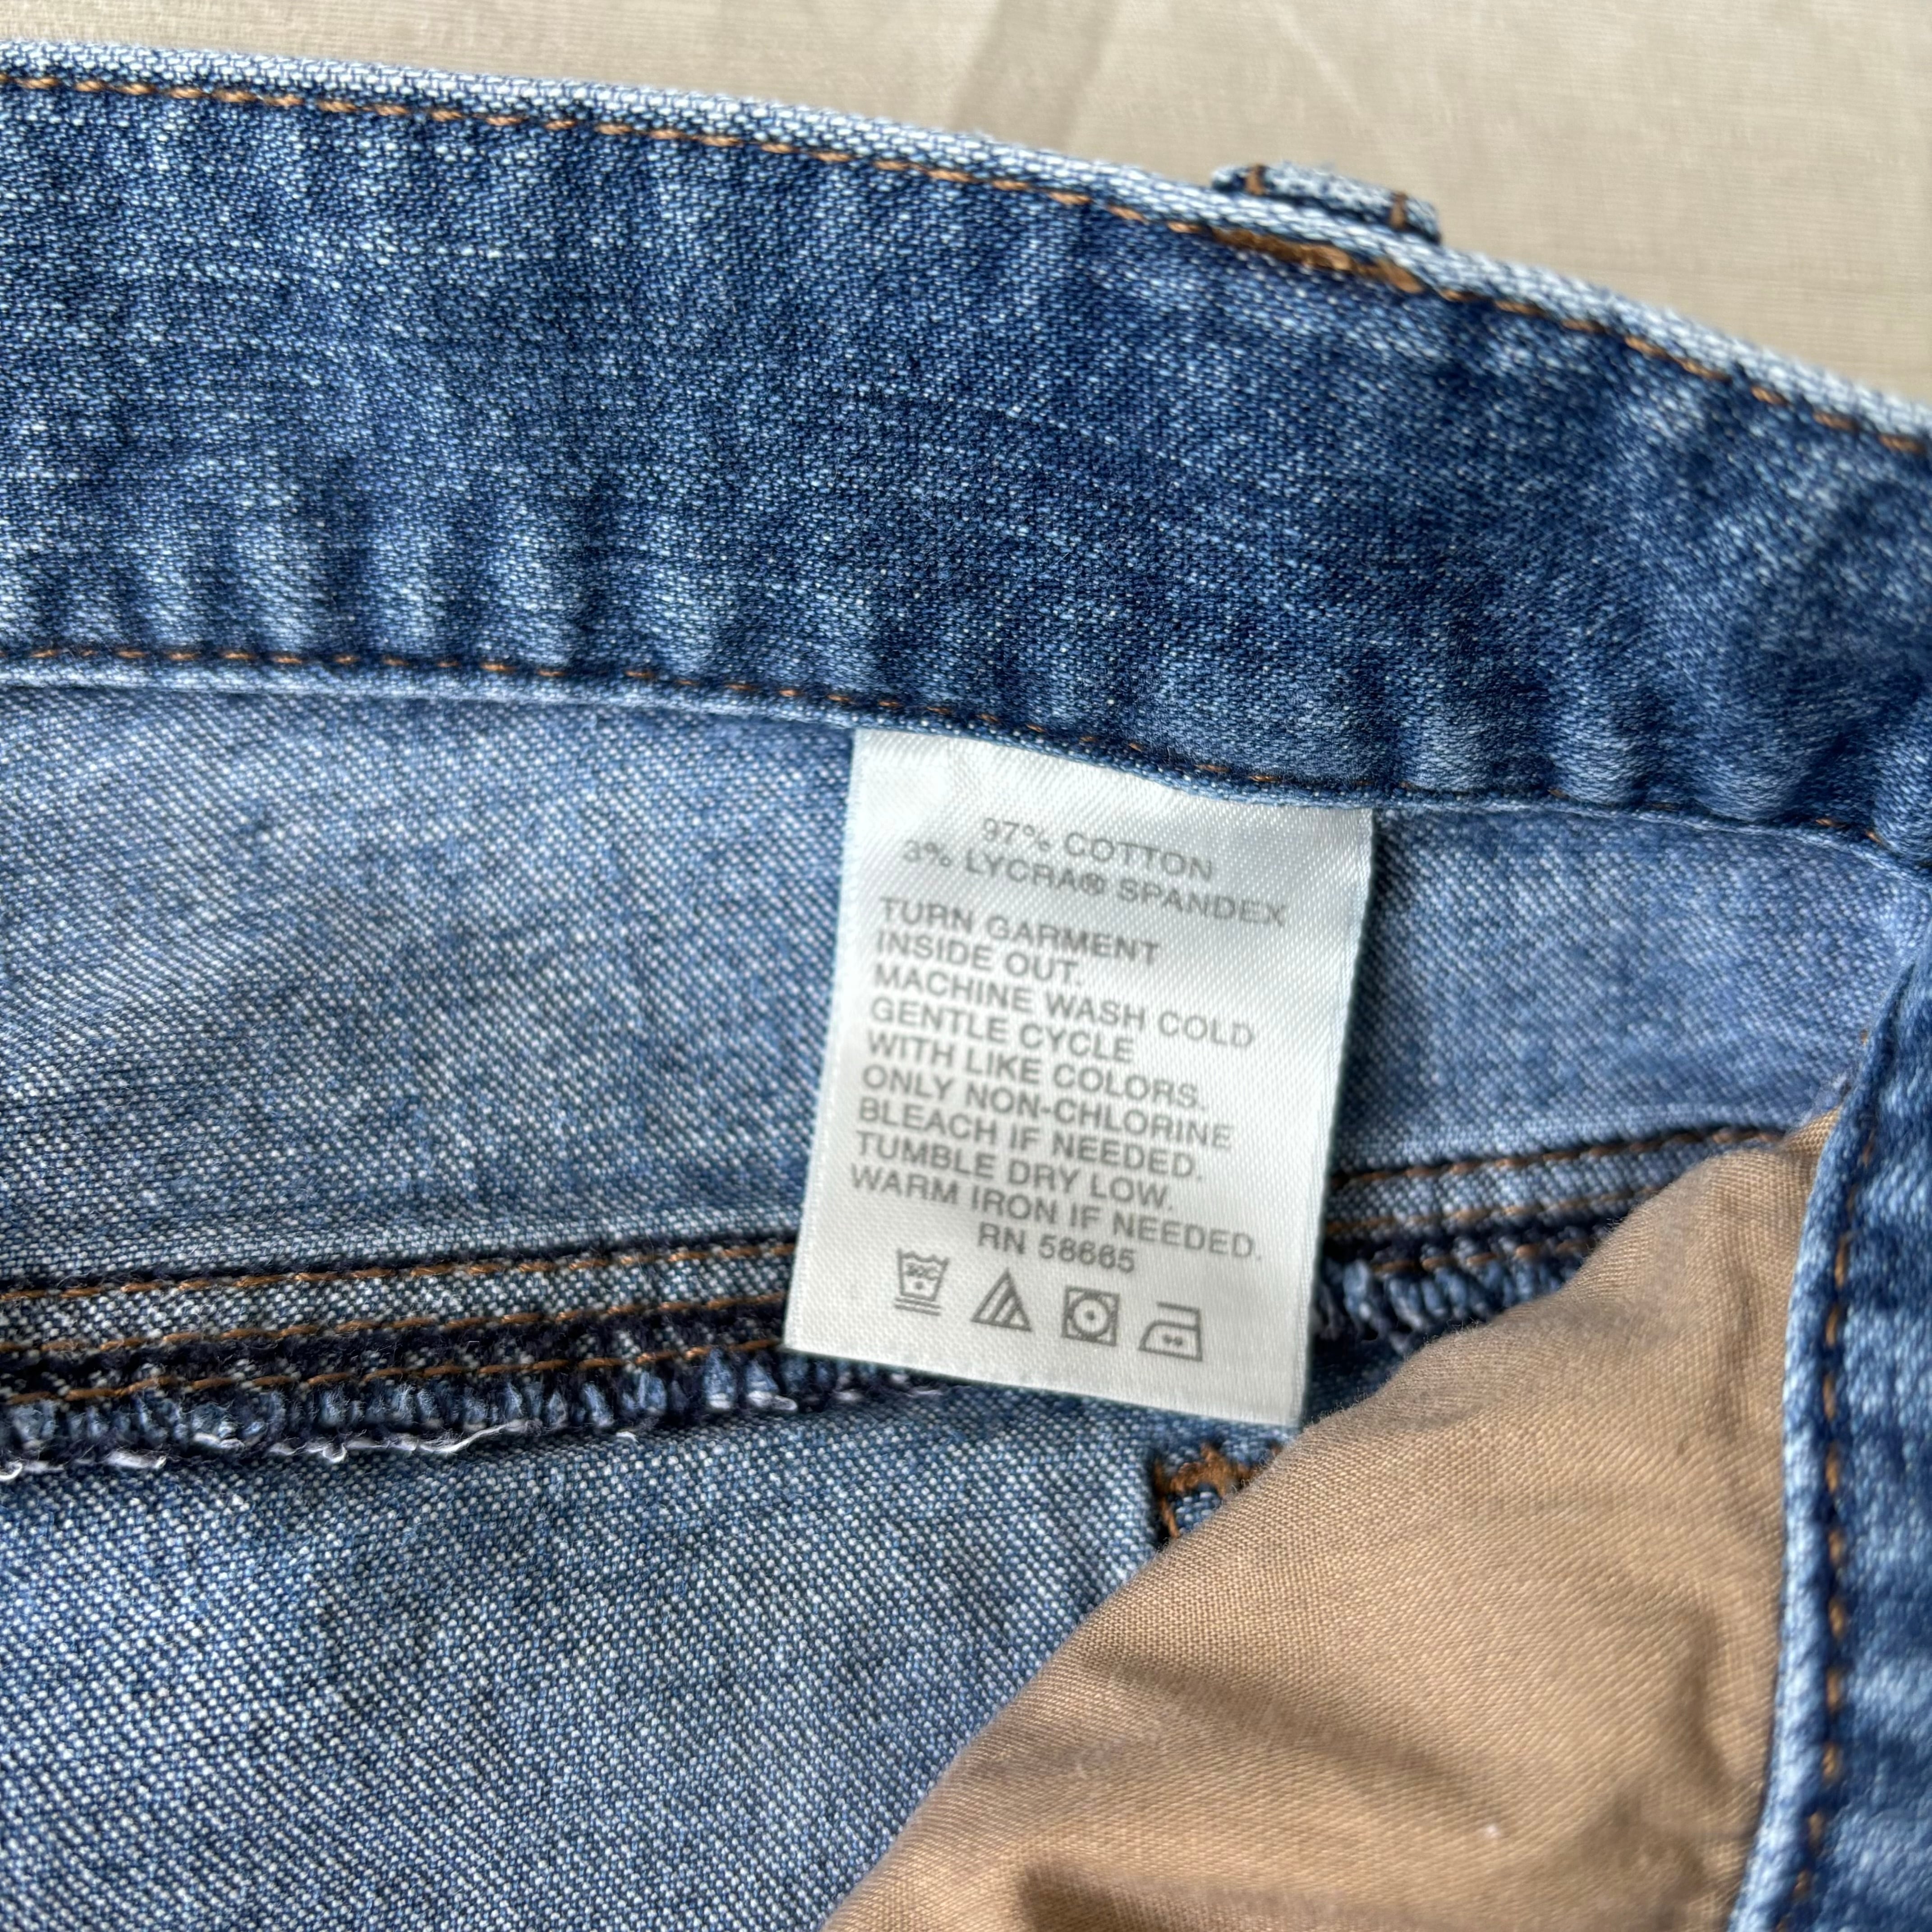 97% COTTON
3% LYCRA® SPANDEX
TURN GARMENT
INSIDE OUT.
MACHINE WASH COLD
GENTLE CYCLE
WITH LIKE COLORS.
ONLY NON-CHLORINE
BLEACH IF NEEDED.
TUMBLE DRY LOW.
WARM IRON IF NEEDED.
RN 58665
30C